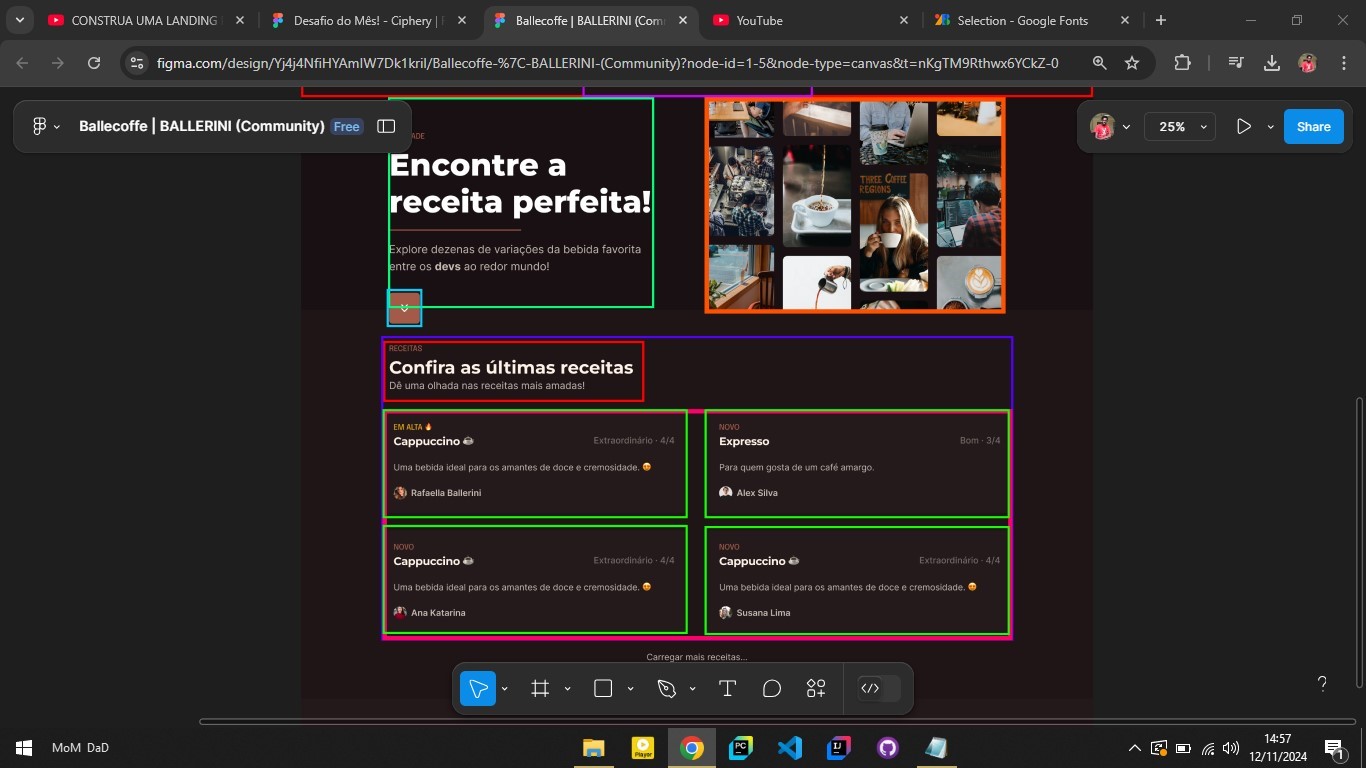 CONSTRUA UMA LANDING
Desafio do Mês! - Ciphery |
Ballecoffe | BALLERINI (Com
YouTube
Selection - Google Fonts
figma.com/design/Yj4j4NfiHYAmIW7Dk1kril/Ballecoffe-%7C-BALLERINI-(Community)?node-id=1-5&node-type=canvas&t=nKgTM9Rthwx6YCkZ-0
Ballecoffe | BALLERINI (Community)
Free
25%
Share
ADE
Encontre a
receita perfeita!
Explore dezenas de variações da bebida favorita
entre os devs ao redor mundo!
THREE COFFEE
REGIONS
RECEITAS
Confira as últimas receitas
Dê uma olhada nas receitas mais amadas!
EM ALTA 🔥
Cappuccino ☕
Extraordinário · 4/4
Uma bebida ideal para os amantes de doce e cremosidade. 😋
Rafaella Ballerini
NOVO
Expresso
Bom · 3/4
Para quem gosta de um café amargo.
Alex Silva
NOVO
Cappuccino ☕
Extraordinário · 4/4
Uma bebida ideal para os amantes de doce e cremosidade. 😋
Ana Katarina
NOVO
Cappuccino ☕
Extraordinário · 4/4
Uma bebida ideal para os amantes de doce e cremosidade. 😋
Susana Lima
Carregar mais receitas...
MoM DaD
14:57
12/11/2024